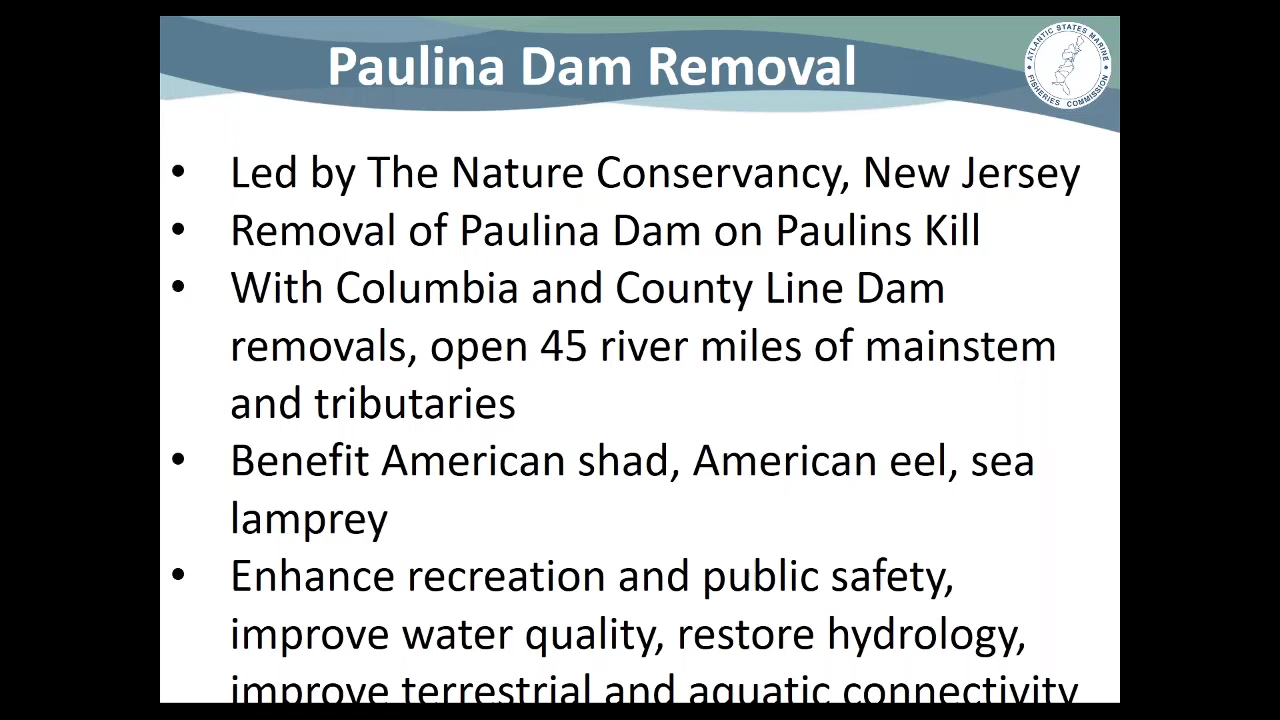 Paulina Dam Removal
ATLANTIC STATES MARINE
FISHERIES COMMISSION
• Led by The Nature Conservancy, New Jersey
• Removal of Paulina Dam on Paulins Kill
• With Columbia and County Line Dam
removals, open 45 river miles of mainstem
and tributaries
• Benefit American shad, American eel, sea
lamprey
• Enhance recreation and public safety,
improve water quality, restore hydrology,
improve terrestrial and aquatic connectivity